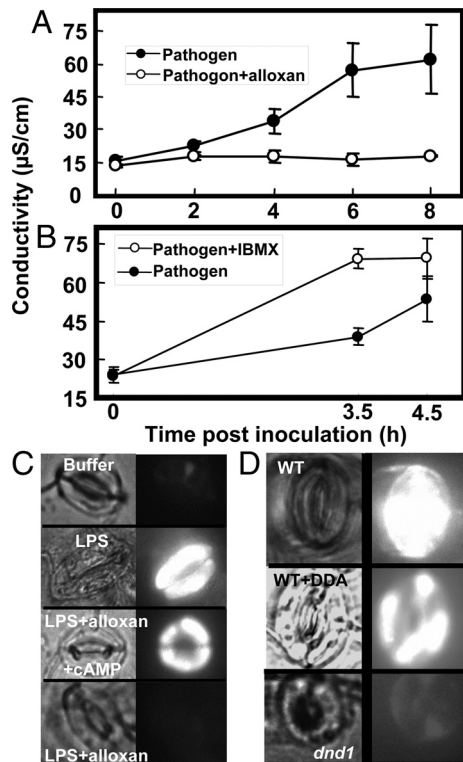 A
Pathogen
Pathogon+alloxan
75
60
45
30
15
0
0 2 4 6 8
Conductivity (µS/cm)
B
Pathogen+IBMX
Pathogen
75
60
45
30
15
0 3.5 4.5
Time post inoculation (h)
C
Buffer
LPS
LPS+alloxan
+cAMP
LPS+alloxan
D
WT
WT+DDA
dnd1